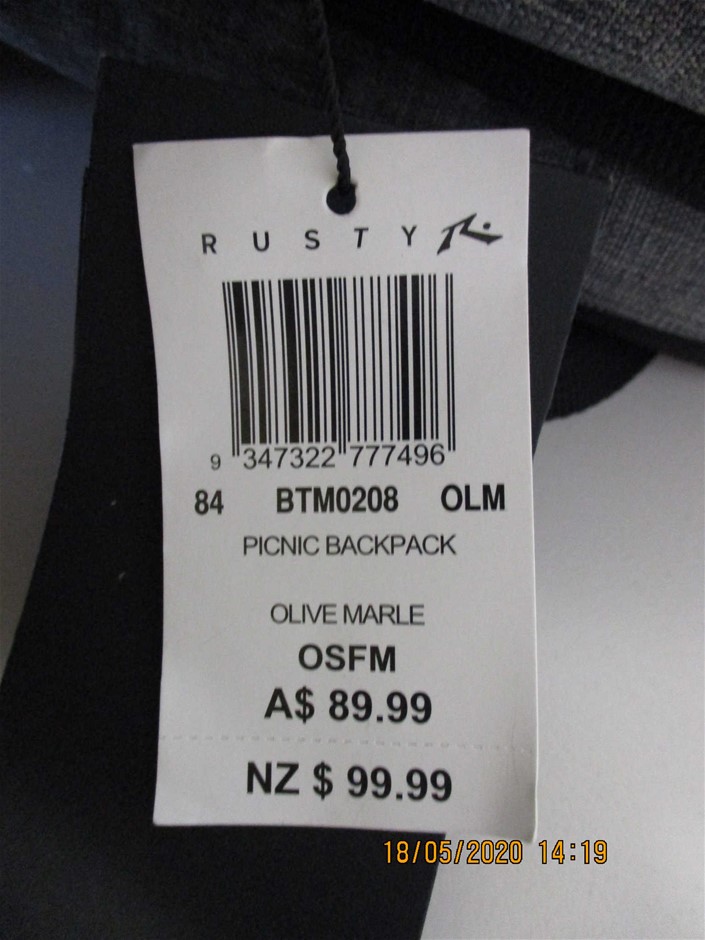 RUSTY
9 347322 777496
84 BTM0208 OLM
PICNIC BACKPACK
OLIVE MARLE
OSFM
A$ 89.99
NZ $ 99.99
18/05/2020 14:19